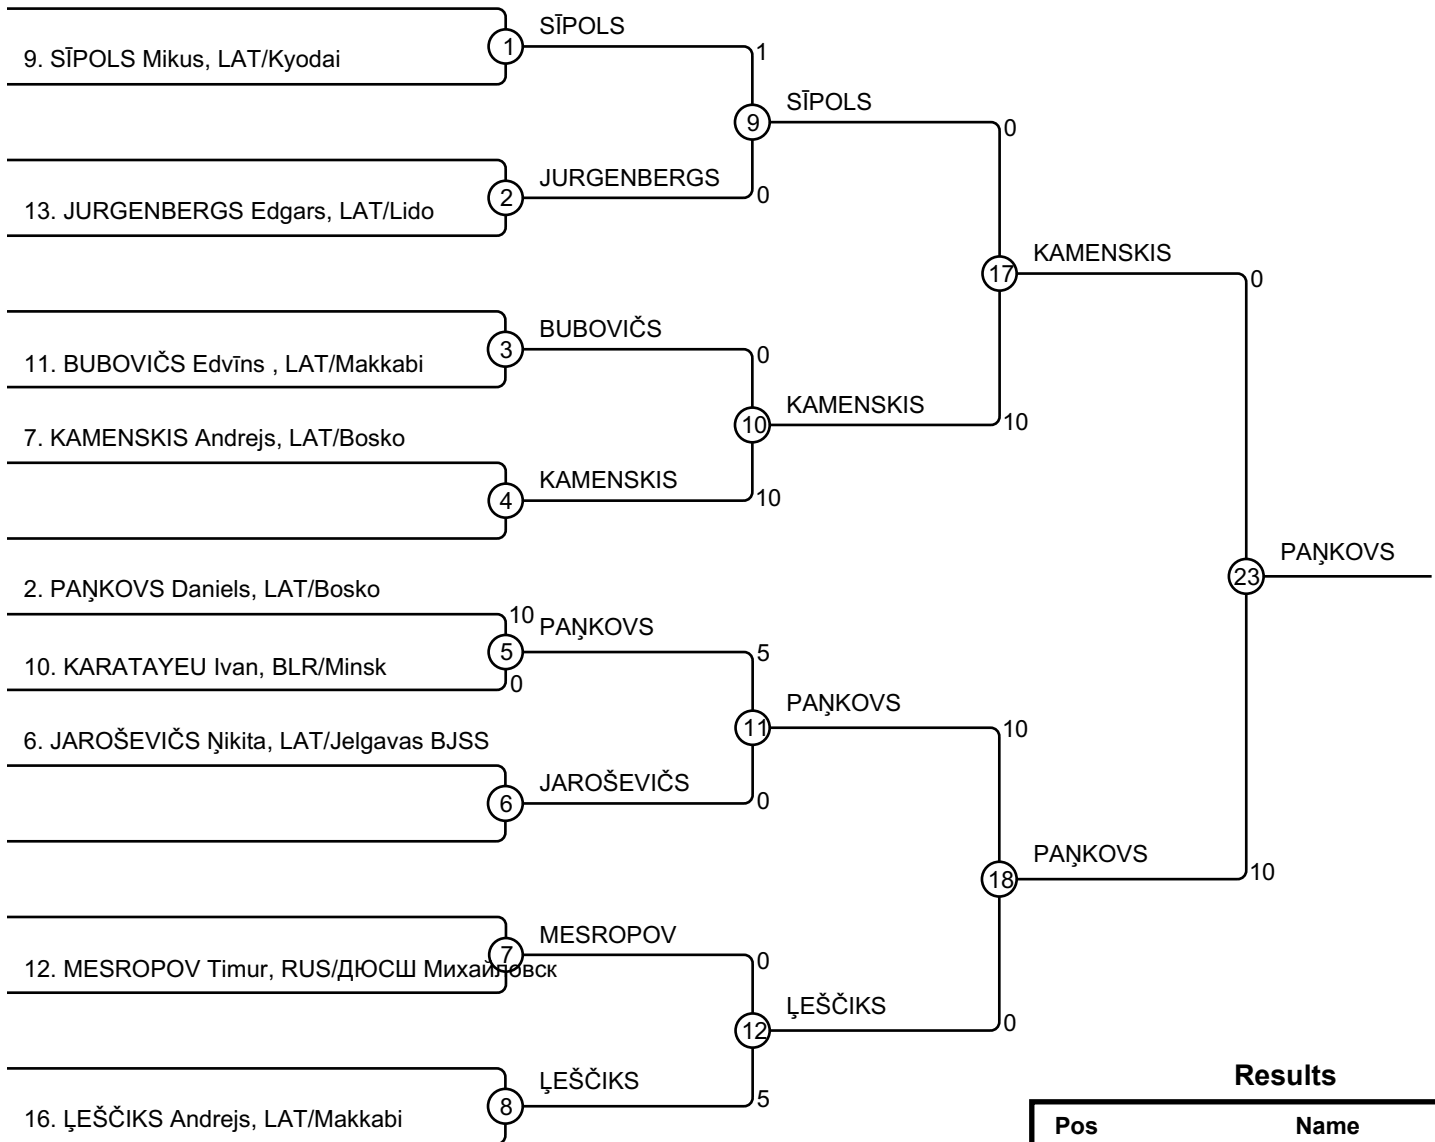 SĪPOLS
9. SĪPOLS Mikus, LAT/Kyodai
1
1
SĪPOLS
9
0
JURGENBERGS
2
0
13. JURGENBERGS Edgars, LAT/Lido
KAMENSKIS
17
0
BUBOVIČS
3
0
11. BUBOVIČS Edvīns , LAT/Makkabi
KAMENSKIS
10
10
7. KAMENSKIS Andrejs, LAT/Bosko
KAMENSKIS
4
10
PAŅKOVS
23
2. PAŅKOVS Daniels, LAT/Bosko
10
PAŅKOVS
5
5
10. KARATAYEU Ivan, BLR/Minsk
0
PAŅKOVS
11
10
6. JAROŠEVIČS Ņikita, LAT/Jelgavas BJSS
JAROŠEVIČS
6
0
PAŅKOVS
18
10
MESROPOV
7
0
12. MESROPOV Timur, RUS/ДЮСШ Михайловск
ĻEŠČIKS
12
0
ĻEŠČIKS
8
5
16. ĻEŠČIKS Andrejs, LAT/Makkabi
Results
Pos Name